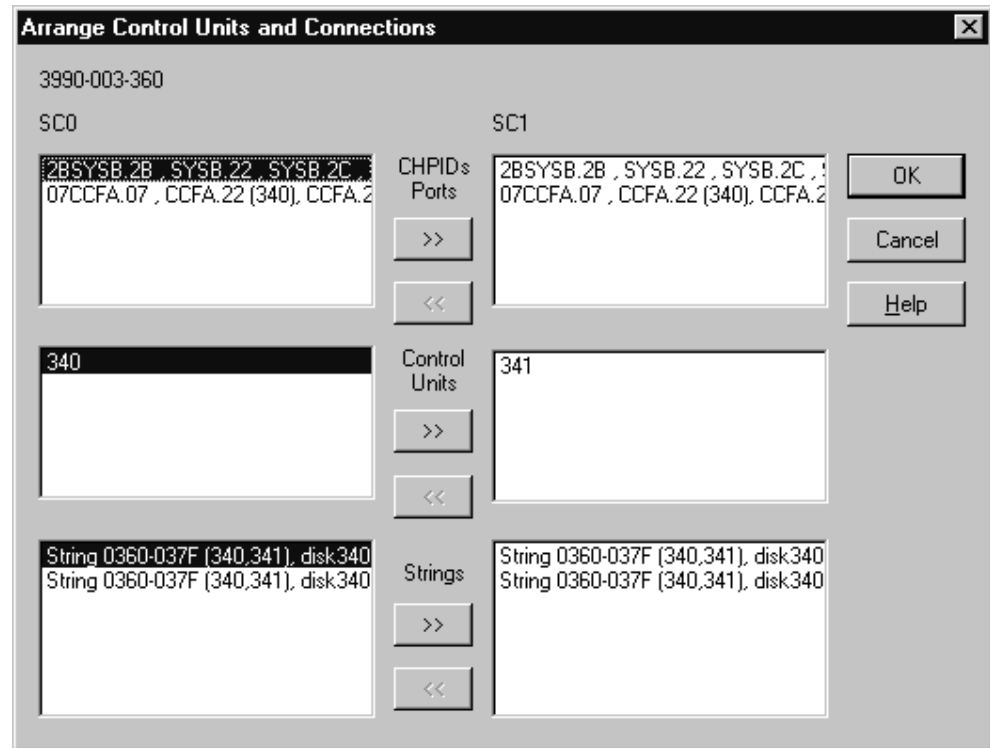 Arrange Control Units and Connections
3990-003-360
SC0
SC1
2BSYSB.2B , SYSB.22 , SYSB.2C ,
07CCFA.07 , CCFA.22 (340), CCFA.2
CHPIDs
Ports
>>
<<
2BSYSB.2B , SYSB.22 , SYSB.2C ,
07CCFA.07 , CCFA.22 (340), CCFA.2
OK
Cancel
Help
340
Control
Units
>>
<<
341
String 0360-037F (340,341), disk340
String 0360-037F (340,341), disk340
Strings
>>
<<
String 0360-037F (340,341), disk340
String 0360-037F (340,341), disk340